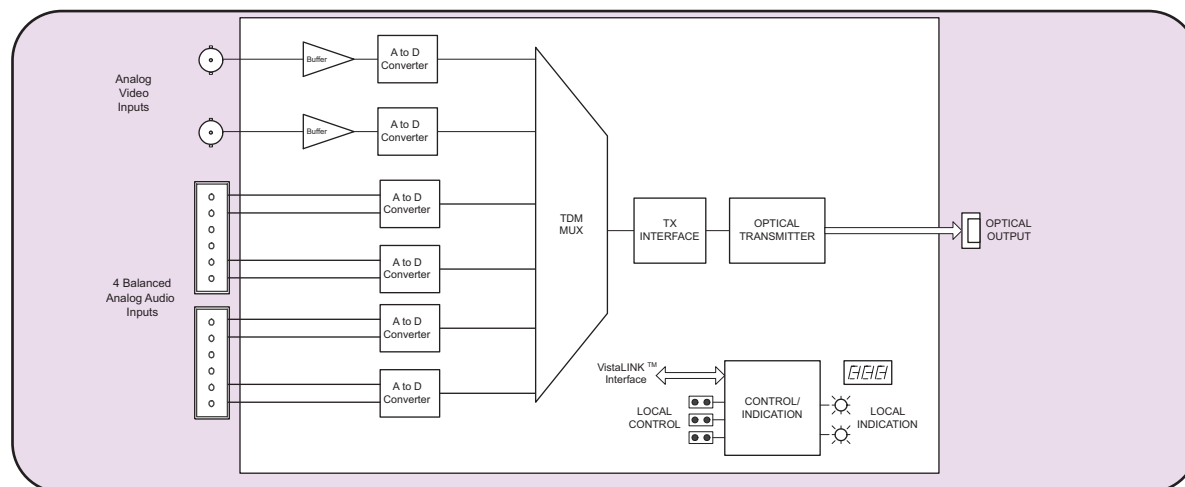 Analog
Video
Inputs
Buffer
A to D
Converter
Buffer
A to D
Converter
A to D
Converter
A to D
Converter
A to D
Converter
A to D
Converter
4 Balanced
Analog Audio
Inputs
TDM
MUX
TX
INTERFACE
OPTICAL
TRANSMITTER
OPTICAL
OUTPUT
VistaLINK ™
Interface
LOCAL
CONTROL
CONTROL/
INDICATION
LOCAL
INDICATION